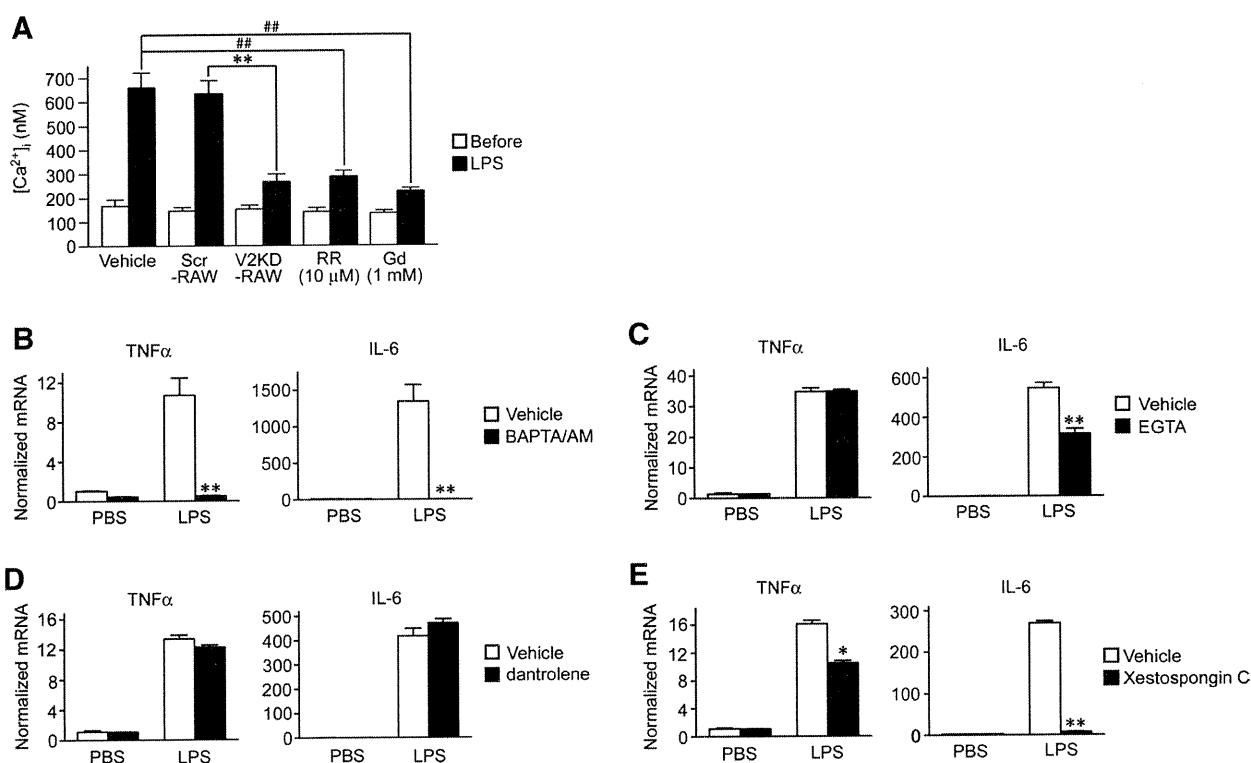 A
##
##
**
700
600
500
400
300
200
100
0
[Ca2+]i (nM)
Before
LPS
Vehicle
Scr
-RAW
V2KD
-RAW
RR
(10 μM)
Gd
(1 mM)
B
TNFα
IL-6
Normalized mRNA
12
8
4
0
1500
1000
500
0
**
**
PBS
LPS
PBS
LPS
Vehicle
BAPTA/AM
C
TNFα
IL-6
Normalized mRNA
40
30
20
10
0
600
400
200
0
**
PBS
LPS
PBS
LPS
Vehicle
EGTA
D
TNFα
IL-6
Normalized mRNA
16
12
8
4
0
500
400
300
200
100
0
PBS
LPS
PBS
LPS
Vehicle
dantrolene
E
TNFα
IL-6
Normalized mRNA
16
12
8
4
0
300
200
100
0
*
**
PBS
LPS
PBS
LPS
Vehicle
Xestospongin C